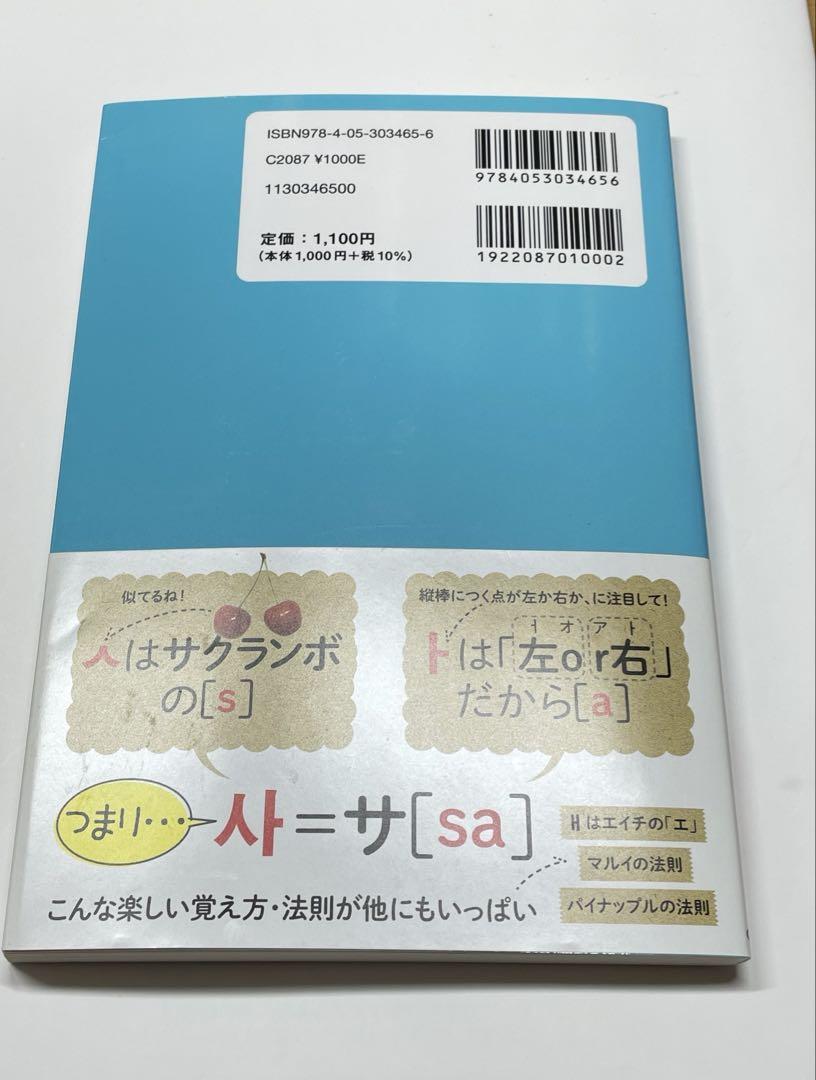 ISBN978-4-05-303465-6
C2087 ¥1000E
1130346500
定価：1,100円
(本体1,000円＋税10%)
9784053034656
1922087010002
似てるね！
ㅅはサクランボ
の[s]
縦棒につく点が左か右か、に注目して！
ㅓオ アㅏ
ㅏは「左or右」
だから[a]
つまり・・・
사＝サ[sa]
こんな楽しい覚え方・法則が他にもいっぱい
Hはエイチの「エ」
マルイの法則
パイナップルの法則